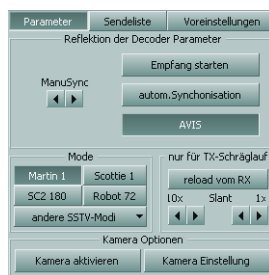 Parameter Sendeliste Voreinstellungen
Reflektion der Decoder Parameter
Empfang starten
ManuSync
autom.Synchonisation
AVIS
Mode nur für TX-Schräglauf
Martin 1 Scottie 1 reload vom RX
SC2 180 Robot 72 10x Slant 1x
andere SSTV-Modi
Kamera Optionen
Kamera aktivieren Kamera Einstellung